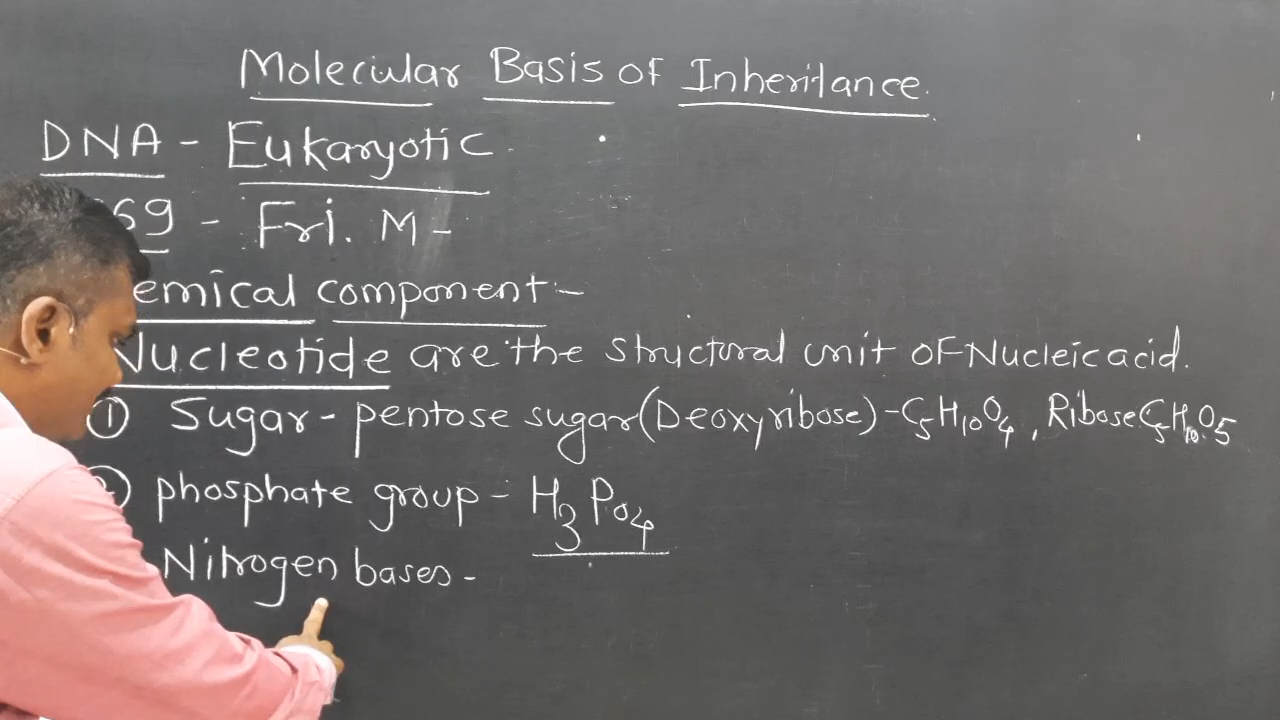 Molecular Basis of Inheritance.
DNA - Eukaryotic
69 - Fri. M -
emical component:-
Nucleotide are the structural unit of Nucleic acid.
① Sugar - pentose sugar (Deoxyribose) - C5H10O4, Ribose C5H10O5
phosphate group - H3PO4
Nitrogen bases -